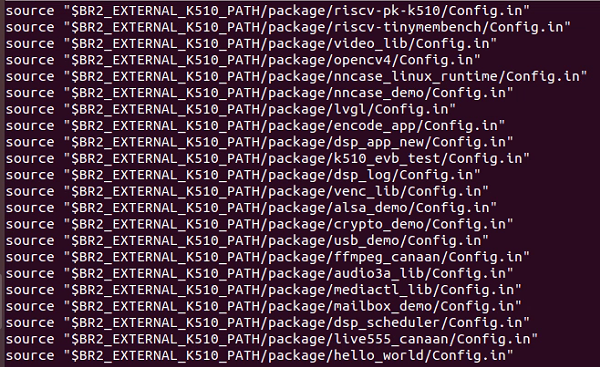 source "$BR2_EXTERNAL_K510_PATH/package/riscv-pk-k510/Config.in"
source "$BR2_EXTERNAL_K510_PATH/package/riscv-tinymembench/Config.in"
source "$BR2_EXTERNAL_K510_PATH/package/video_lib/Config.in"
source "$BR2_EXTERNAL_K510_PATH/package/opencv4/Config.in"
source "$BR2_EXTERNAL_K510_PATH/package/nncase_linux_runtime/Config.in"
source "$BR2_EXTERNAL_K510_PATH/package/nncase_demo/Config.in"
source "$BR2_EXTERNAL_K510_PATH/package/lvgl/Config.in"
source "$BR2_EXTERNAL_K510_PATH/package/encode_app/Config.in"
source "$BR2_EXTERNAL_K510_PATH/package/dsp_app_new/Config.in"
source "$BR2_EXTERNAL_K510_PATH/package/k510_evb_test/Config.in"
source "$BR2_EXTERNAL_K510_PATH/package/dsp_log/Config.in"
source "$BR2_EXTERNAL_K510_PATH/package/venc_lib/Config.in"
source "$BR2_EXTERNAL_K510_PATH/package/alsa_demo/Config.in"
source "$BR2_EXTERNAL_K510_PATH/package/crypto_demo/Config.in"
source "$BR2_EXTERNAL_K510_PATH/package/usb_demo/Config.in"
source "$BR2_EXTERNAL_K510_PATH/package/ffmpeg_canaan/Config.in"
source "$BR2_EXTERNAL_K510_PATH/package/audio3a_lib/Config.in"
source "$BR2_EXTERNAL_K510_PATH/package/mediactl_lib/Config.in"
source "$BR2_EXTERNAL_K510_PATH/package/mailbox_demo/Config.in"
source "$BR2_EXTERNAL_K510_PATH/package/dsp_scheduler/Config.in"
source "$BR2_EXTERNAL_K510_PATH/package/live555_canaan/Config.in"
source "$BR2_EXTERNAL_K510_PATH/package/hello_world/Config.in"